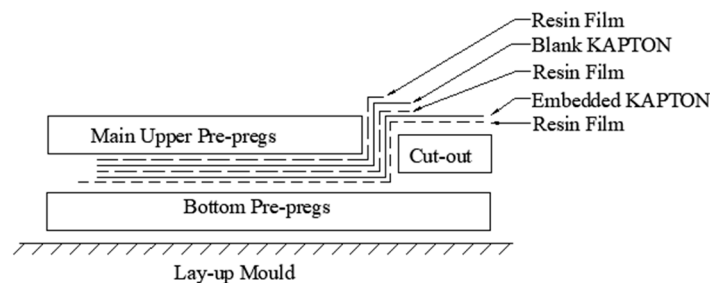 Resin Film
Blank KAPTON
Resin Film
Embedded KAPTON
Resin Film
Main Upper Pre-pregs
Cut-out
Bottom Pre-pregs
Lay-up Mould